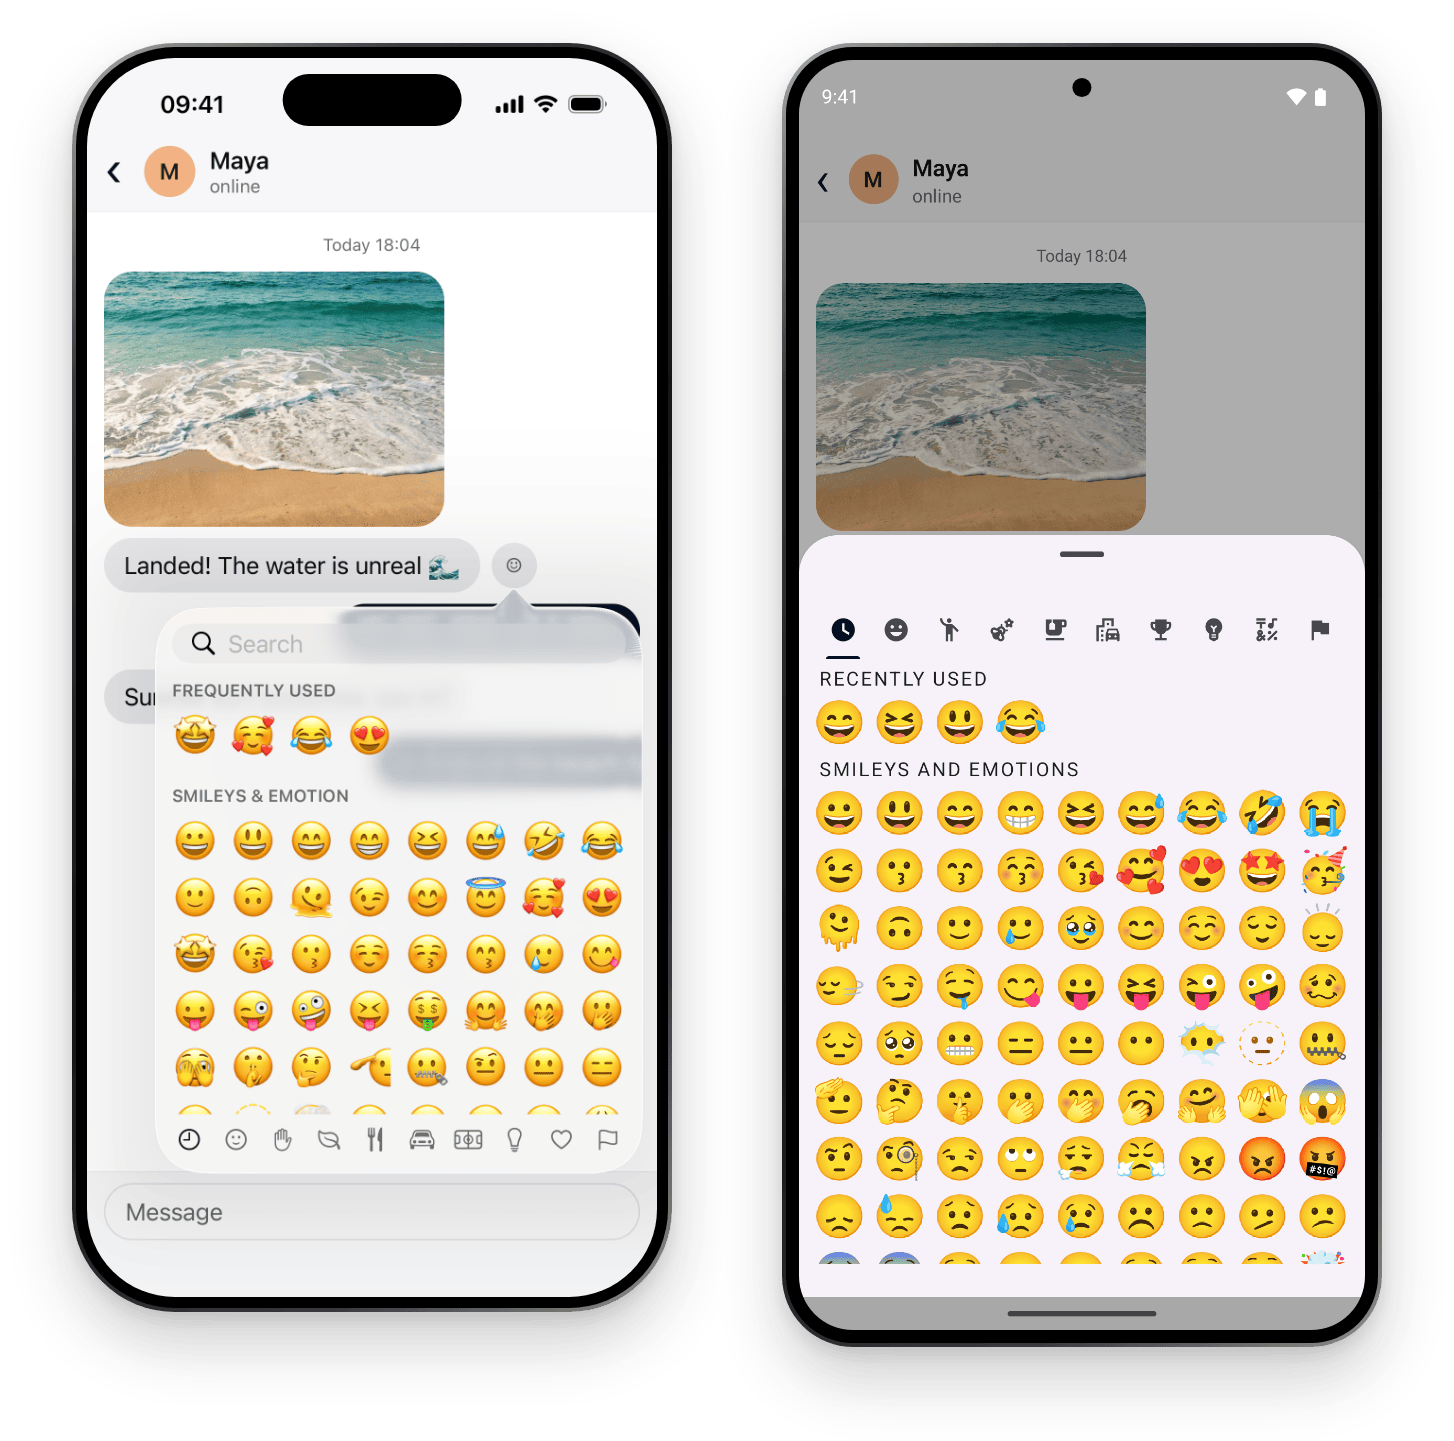 09:41
M
Maya
online
Today 18:04
Landed! The water is unreal
Search
FREQUENTLY USED
SMILEYS & EMOTION
Message
9:41
M
Maya
online
Today 18:04
RECENTLY USED
SMILEYS AND EMOTIONS
#$!@